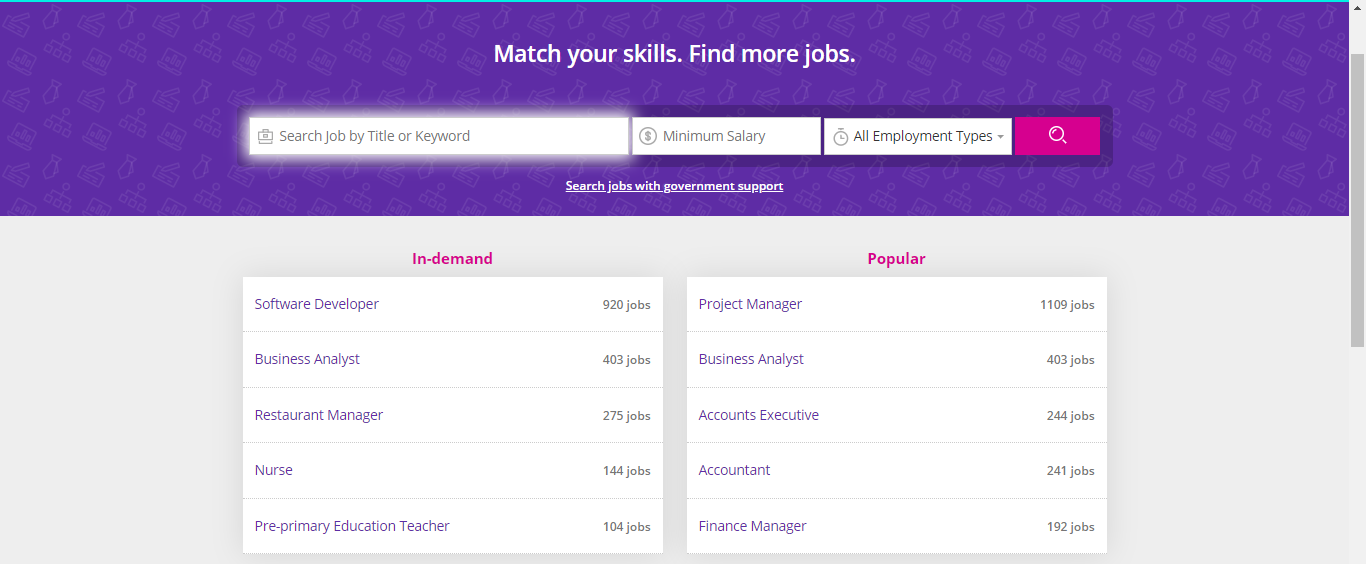 Match your skills. Find more jobs.
Search Job by Title or Keyword
Minimum Salary
All Employment Types
Search jobs with government support
In-demand
Software Developer 920 jobs
Business Analyst 403 jobs
Restaurant Manager 275 jobs
Nurse 144 jobs
Pre-primary Education Teacher 104 jobs
Popular
Project Manager 1109 jobs
Business Analyst 403 jobs
Accounts Executive 244 jobs
Accountant 241 jobs
Finance Manager 192 jobs